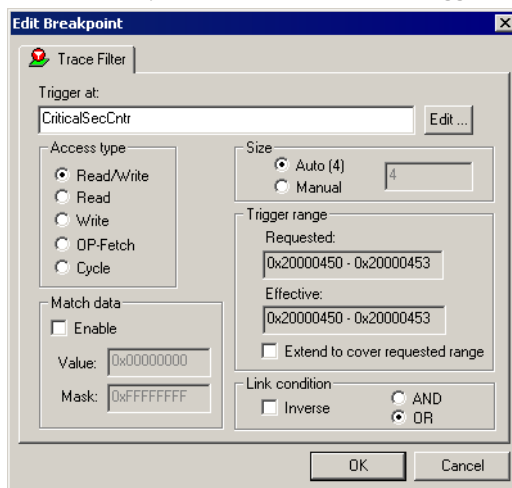 Edit Breakpoint
Trace Filter
Trigger at:
CriticalSecCntr
Edit ...
Access type
Read/Write
Read
Write
OP-Fetch
Cycle
Size
Auto (4)
4
Manual
Trigger range
Requested:
0x20000450 - 0x20000453
Effective:
0x20000450 - 0x20000453
Extend to cover requested range
Match data
Enable
Value: 0x00000000
Mask: 0xFFFFFFFF
Link condition
Inverse
AND
OR
OK
Cancel